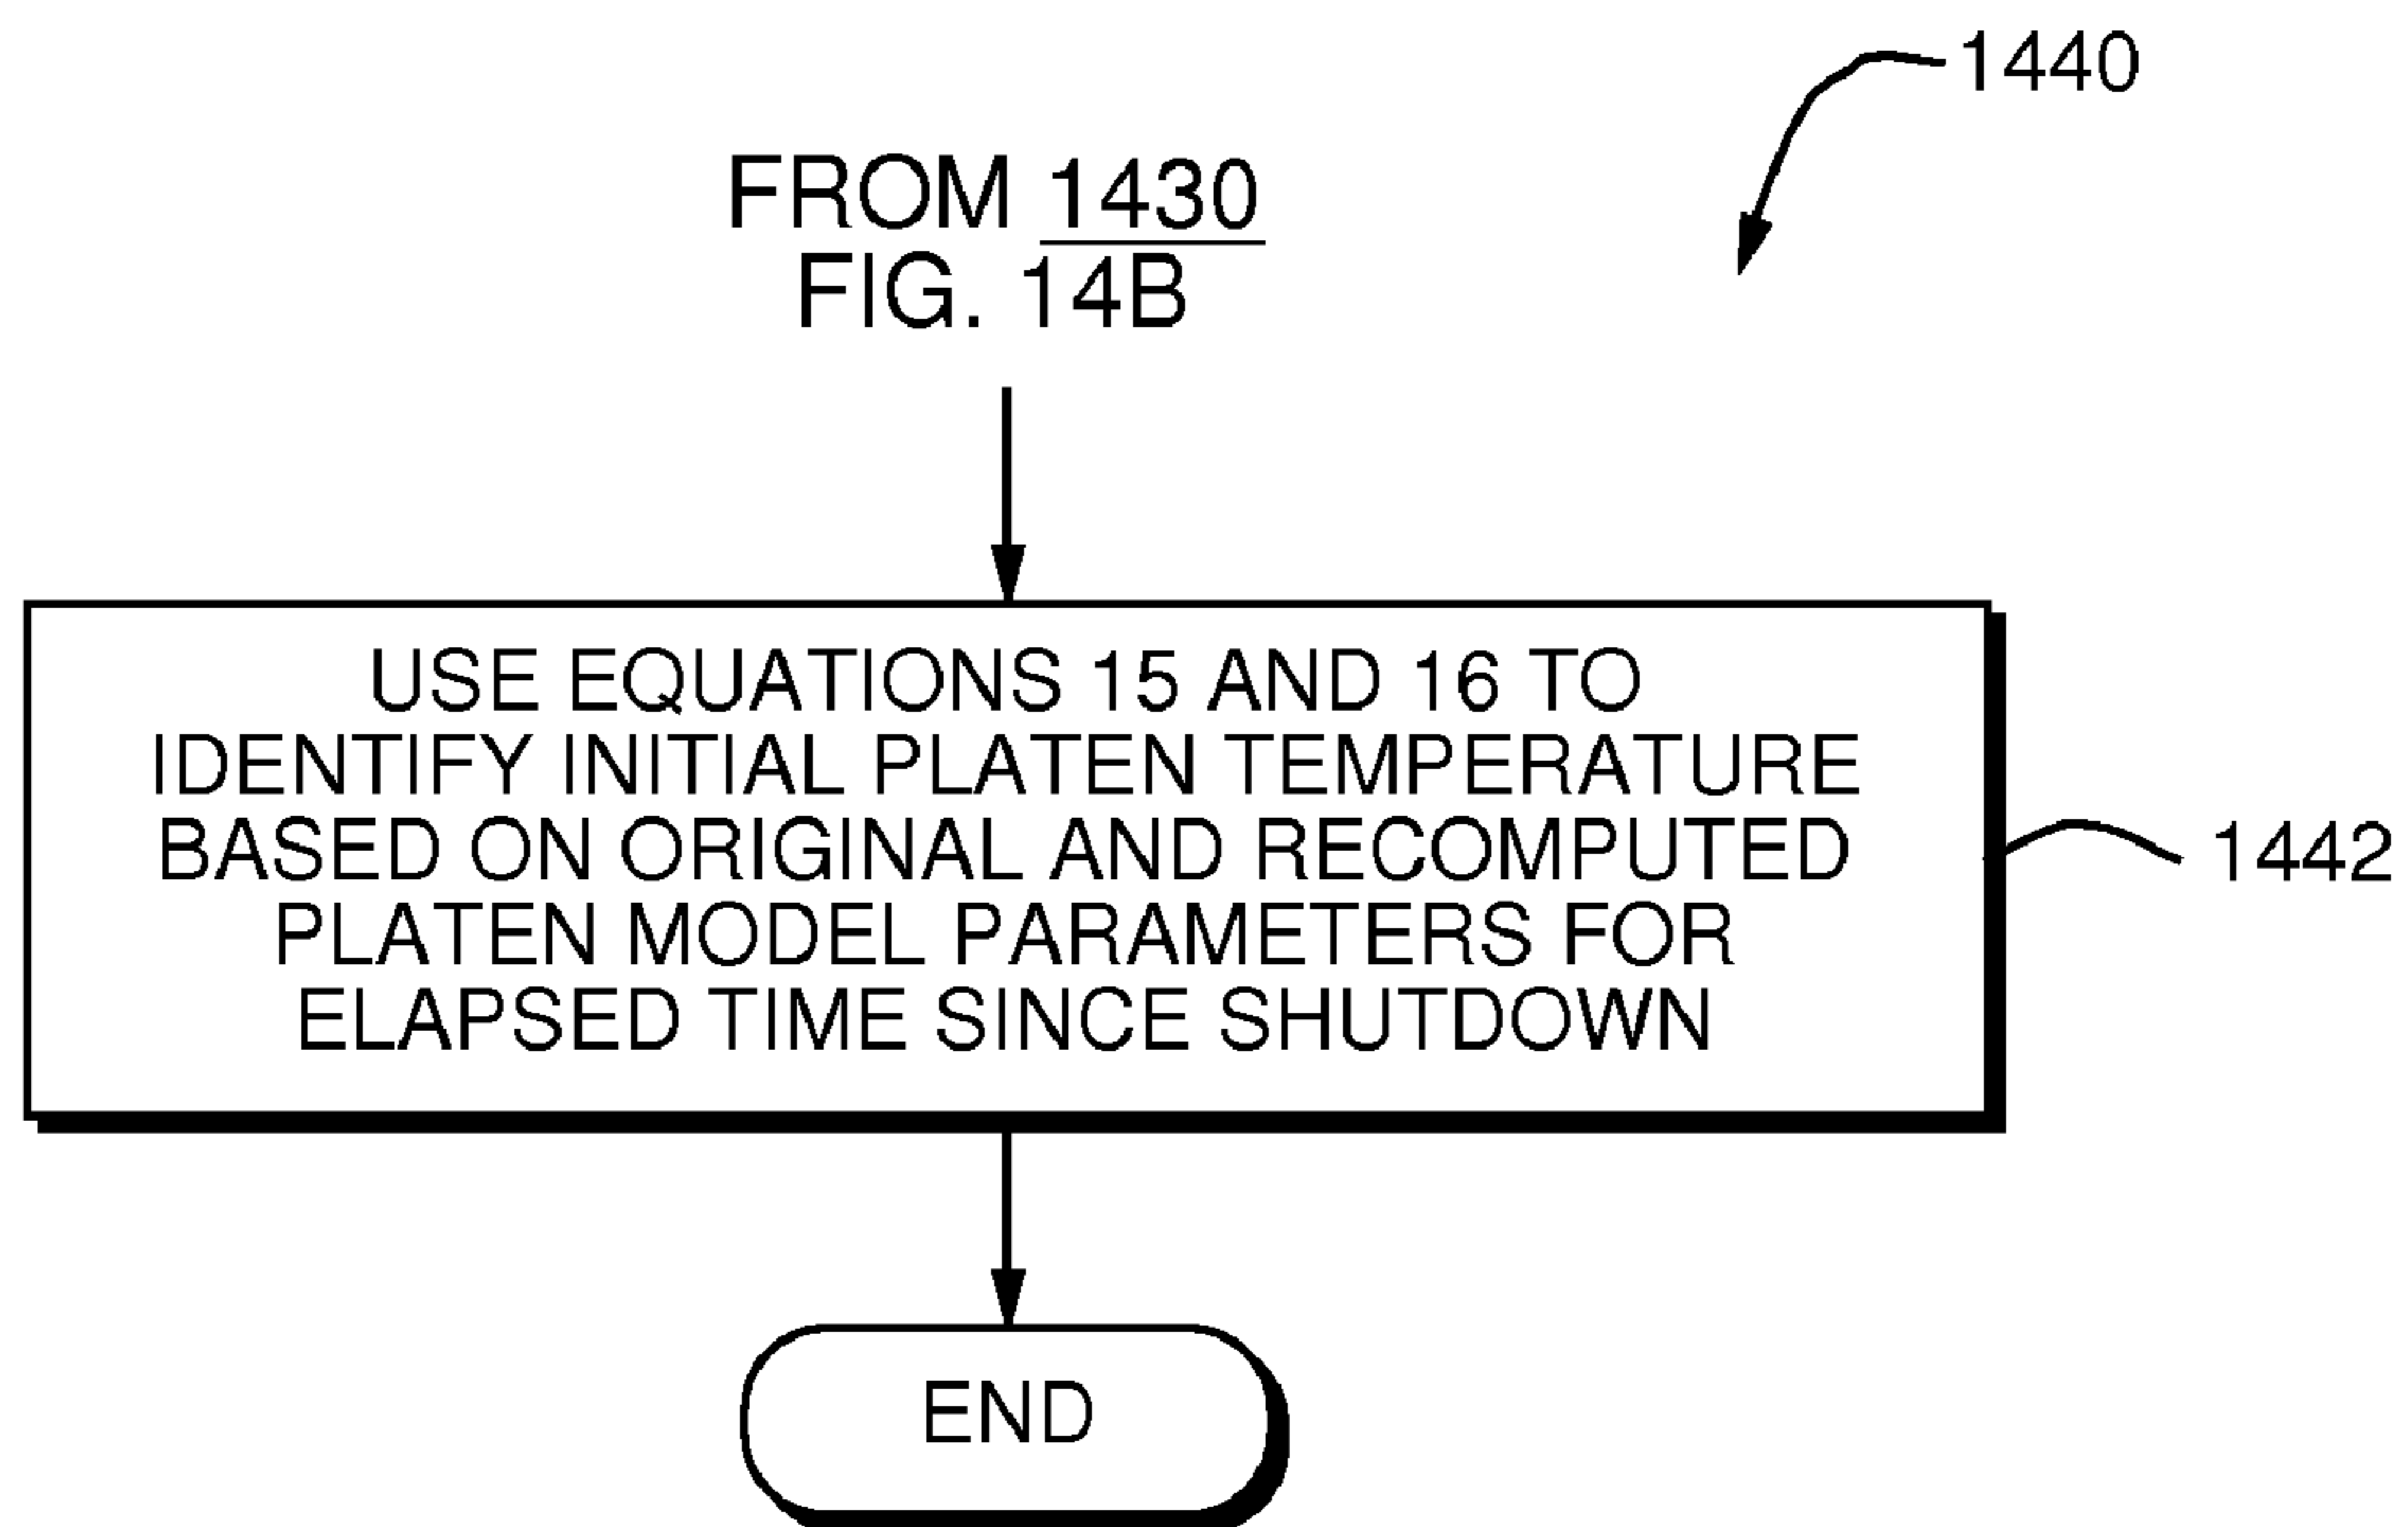 1440
FROM 1430
FIG. 14B
USE EQUATIONS 15 AND 16 TO
IDENTIFY INITIAL PLATEN TEMPERATURE
BASED ON ORIGINAL AND RECOMPUTED
PLATEN MODEL PARAMETERS FOR
ELAPSED TIME SINCE SHUTDOWN
1442
END